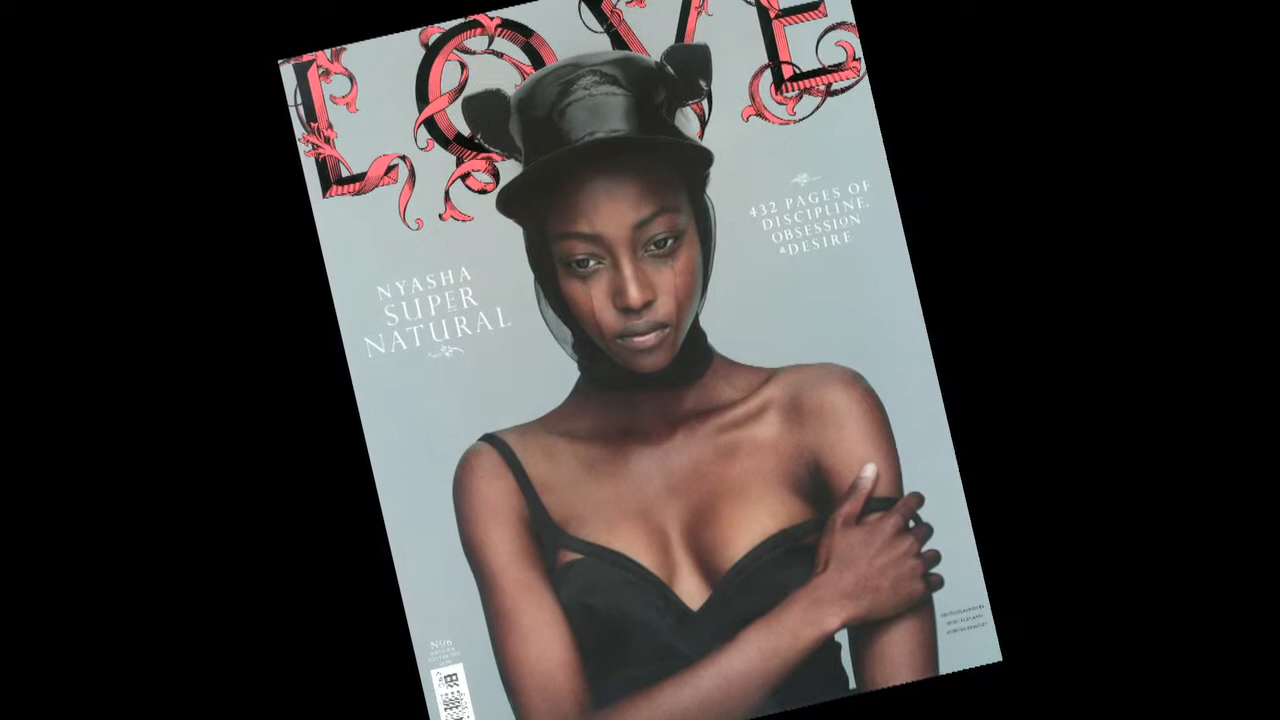 LOVE
NYASHA
SUPER
NATURAL
432 PAGES OF
DISCIPLINE,
OBSESSION
&DESIRE